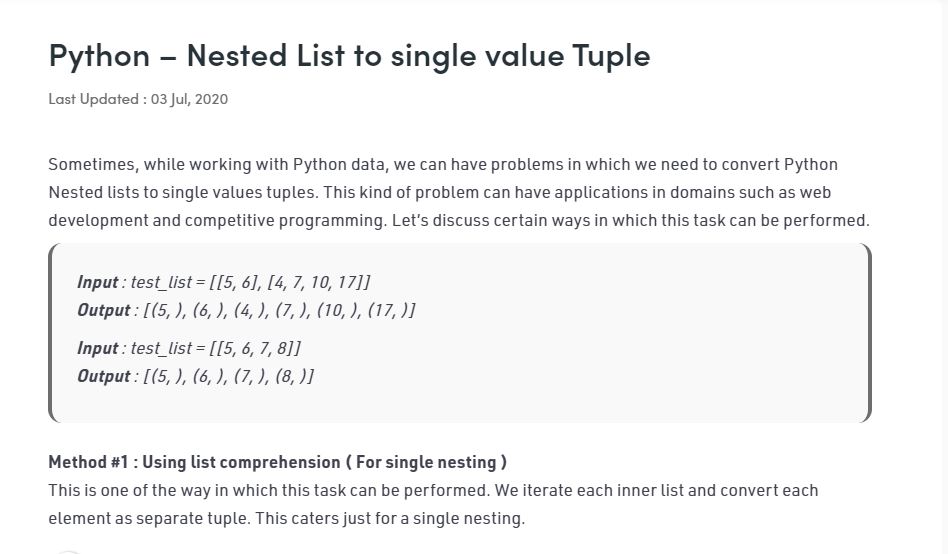 Python – Nested List to single value Tuple
Last Updated : 03 Jul, 2020
Sometimes, while working with Python data, we can have problems in which we need to convert Python
Nested lists to single values tuples. This kind of problem can have applications in domains such as web
development and competitive programming. Let’s discuss certain ways in which this task can be performed.
Input : test_list = [[5, 6], [4, 7, 10, 17]]
Output : [(5, ), (6, ), (4, ), (7, ), (10, ), (17, )]
Input : test_list = [[5, 6, 7, 8]]
Output : [(5, ), (6, ), (7, ), (8, )]
Method #1 : Using list comprehension ( For single nesting )
This is one of the way in which this task can be performed. We iterate each inner list and convert each
element as separate tuple. This caters just for a single nesting.